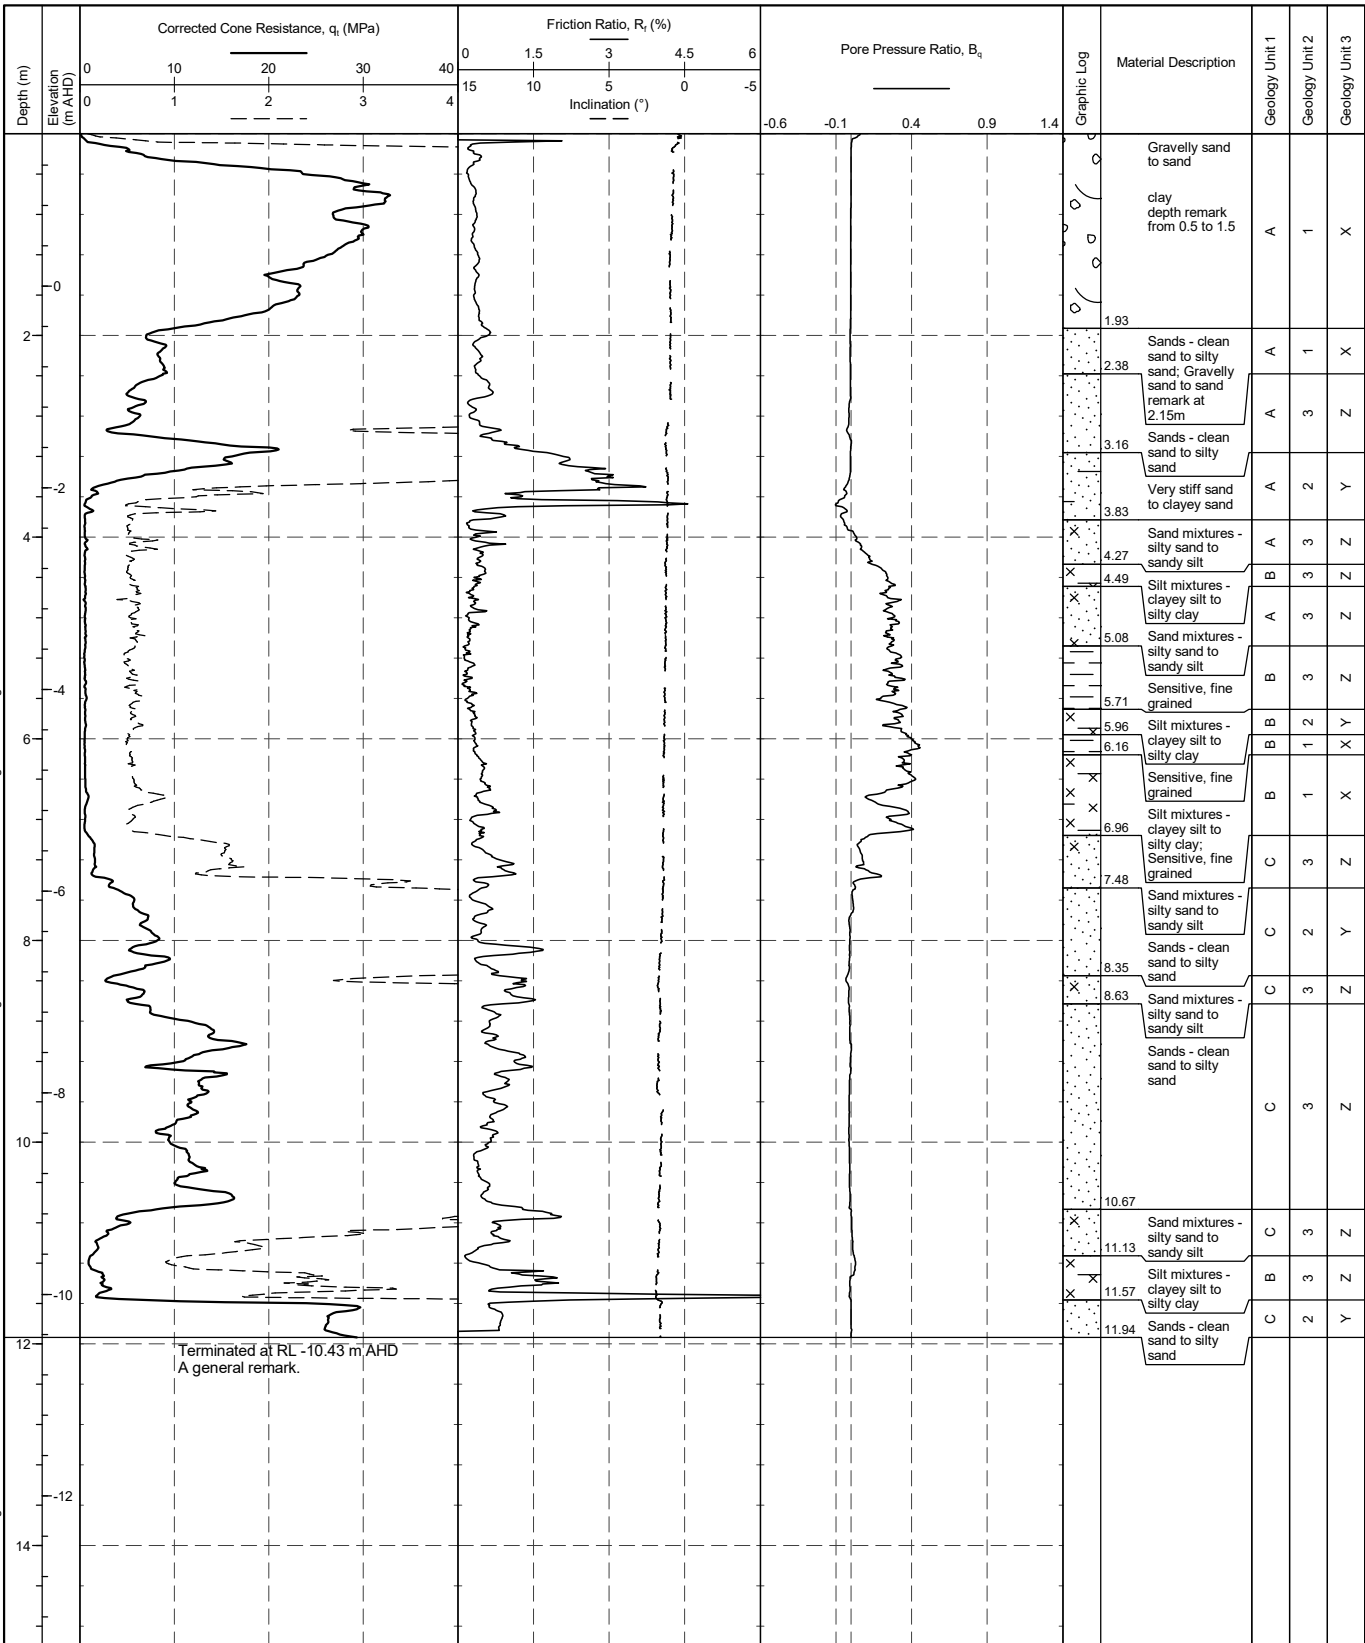 Corrected Cone Resistance, qt (MPa)
0 10 20 30 40
0 1 2 3 4
Friction Ratio, Rf (%)
0 1.5 3 4.5 6
15 10 5 0 -5
Inclination (°)
Pore Pressure Ratio, Bq
-0.6 -0.1 0.4 0.9 1.4
Depth (m)
Elevation
(m AHD)
Graphic Log
Material Description
Geology Unit 1
Geology Unit 2
Geology Unit 3
2
4
6
8
10
12
14
0
-2
-4
-6
-8
-10
-12
Gravelly sand
to sand
clay
depth remark
from 0.5 to 1.5
A 1 X
1.93
Sands - clean
sand to silty
sand; Gravelly
sand to sand
remark at
2.15m
A 1 X
2.38
A 3 Z
3.16
Sands - clean
sand to silty
sand
Very stiff sand
to clayey sand
A 2 Y
3.83
Sand mixtures -
silty sand to
sandy silt
A 3 Z
4.27
B 3 Z
4.49
Silt mixtures -
clayey silt to
silty clay
A 3 Z
5.08
Sand mixtures -
silty sand to
sandy silt
B 3 Z
Sensitive, fine
grained
5.71
B 2 Y
5.96
Silt mixtures -
clayey silt to
silty clay
B 1 X
6.16
Sensitive, fine
grained
B 1 X
Silt mixtures -
clayey silt to
silty clay;
Sensitive, fine
grained
6.96
C 3 Z
7.48
Sand mixtures -
silty sand to
sandy silt
C 2 Y
Sands - clean
sand to silty
sand
8.35
C 3 Z
8.63
Sand mixtures -
silty sand to
sandy silt
Sands - clean
sand to silty
sand
C 3 Z
10.67
Sand mixtures -
silty sand to
sandy silt
C 3 Z
11.13
Silt mixtures -
clayey silt to
silty clay
B 3 Z
11.57
C 2 Y
11.94
Sands - clean
sand to silty
sand
Terminated at RL -10.43 m AHD
A general remark.